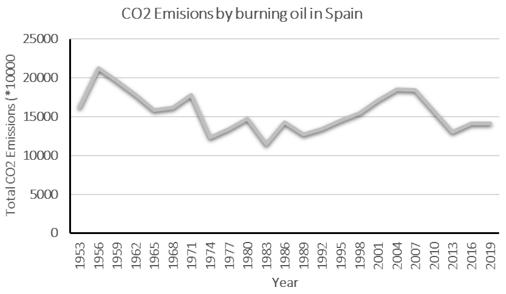 CO2 Emisions by burning oil in Spain
Total CO2 Emissions (*10000
25000
20000
15000
10000
5000
0
1953 1956 1959 1962 1965 1968 1971 1974 1977 1980 1983 1986 1989 1992 1995 1998 2001 2004 2007 2010 2013 2016 2019
Year